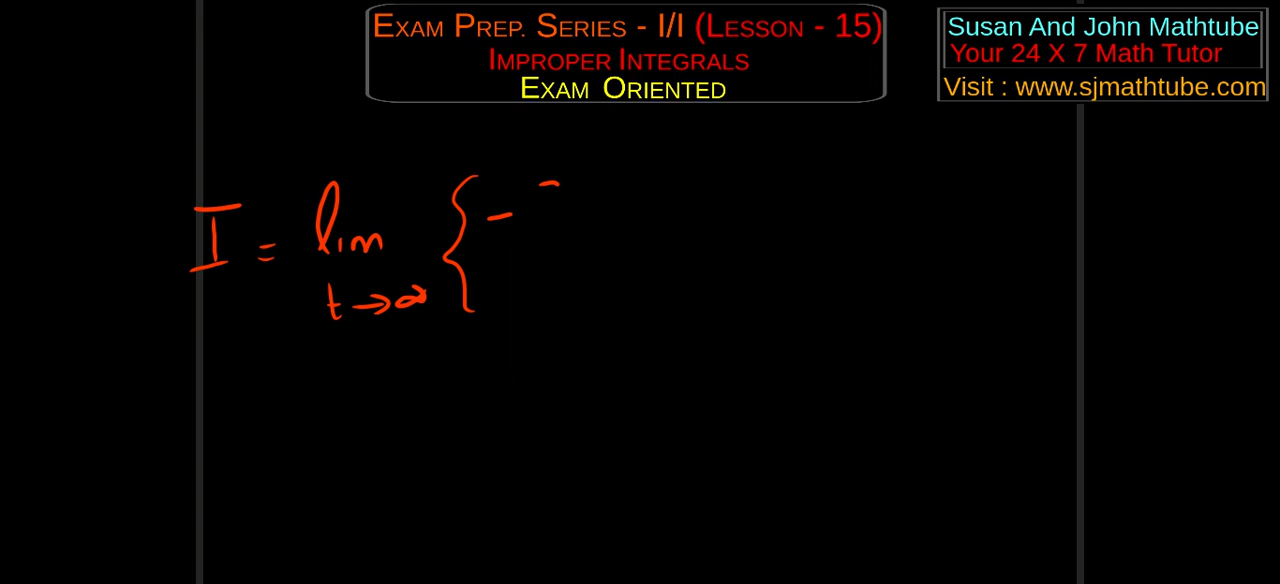 Exam Prep. Series - I/I (Lesson - 15)
Improper Integrals
Exam Oriented
Susan And John Mathtube
Your 24 X 7 Math Tutor
Visit : www.sjmathtube.com
I = lim { -
t → ∞